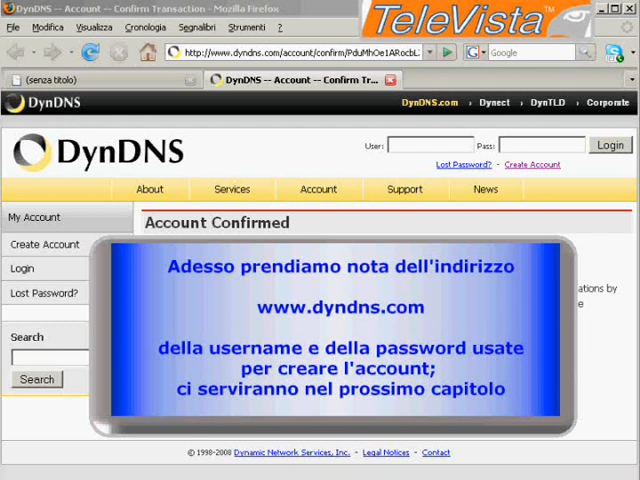 DynDNS -- Account -- Confirm Transaction - Mozilla Firefox
TeleVista
File Modifica Visualizza Cronologia Segnalibri Strumenti ?
http://www.dyndns.com/account/confirm/PduMhOe1ARocbL
Google
(senza titolo)
DynDNS -- Account -- Confirm Tr...
DynDNS
DynDNS.com › Dynect › DynTLD › Corporate
DynDNS
User: Pass: Login
Lost Password? - Create Account
About Services Account Support News
My Account
Account Confirmed
Create Account
Login
Lost Password?
ations by
e
Search
Search
Adesso prendiamo nota dell'indirizzo
www.dyndns.com
della username e della password usate
per creare l'account;
ci serviranno nel prossimo capitolo
© 1998-2008 Dynamic Network Services, Inc. - Legal Notices - Contact